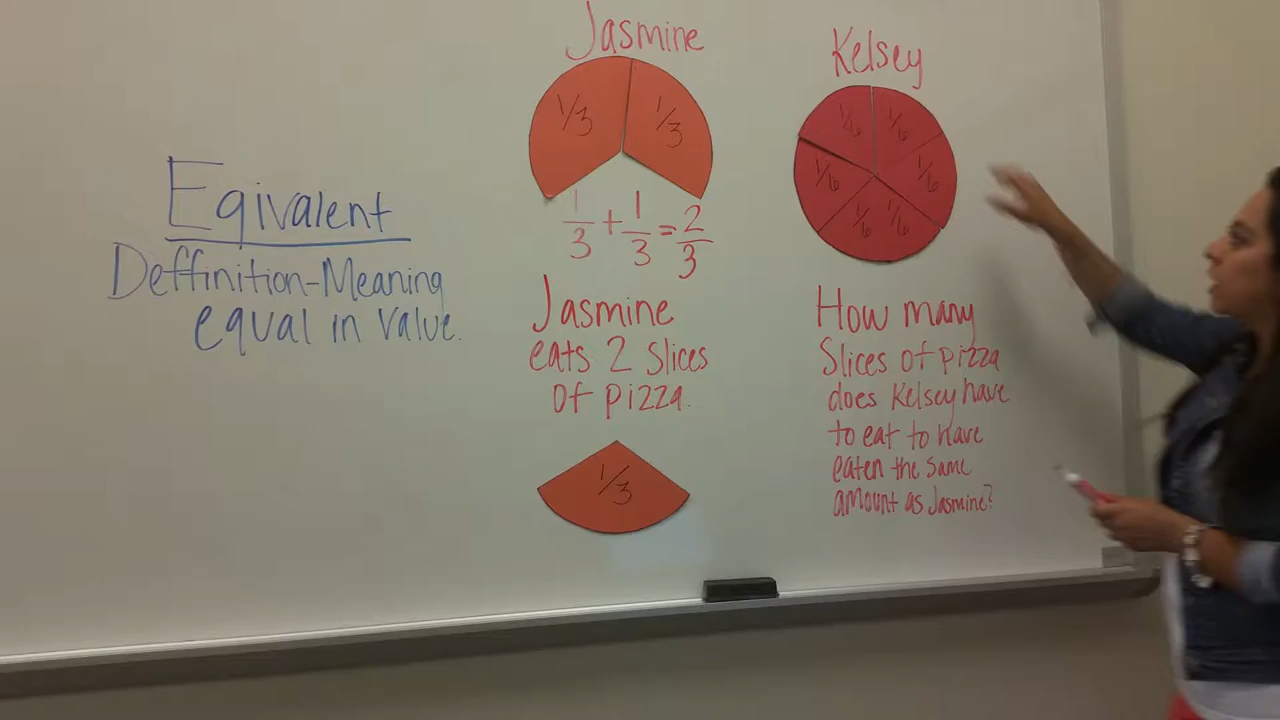 Eqivalent
Deffinition-Meaning
equal in value.
Jasmine
1/3 1/3
1/3 + 1/3 = 2/3
Jasmine
eats 2 slices
of pizza.
1/3
Kelsey
1/6 1/6
1/6 1/6
1/6 1/6
How many
Slices of pizza
does Kelsey have
to eat to have
eaten the same
amount as Jasmine?